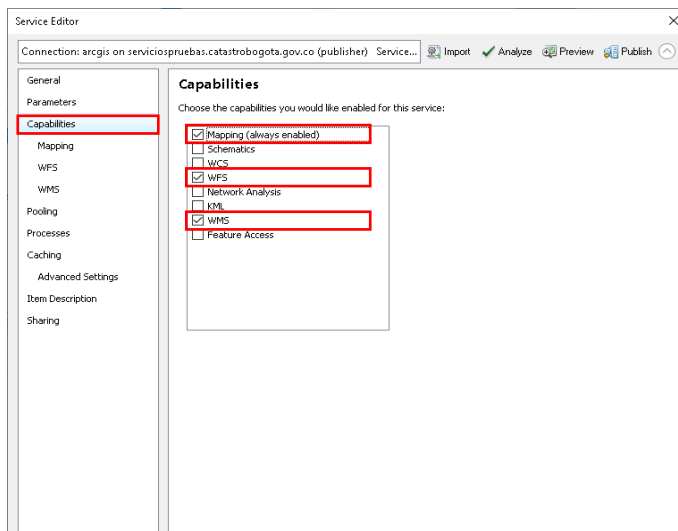 Service Editor
Connection: arcgis on serviciospruebas.catastrobogota.gov.co (publisher) Service... Import Analyze Preview Publish
General
Parameters
Capabilities
Mapping
WFS
WMS
Pooling
Processes
Caching
Advanced Settings
Item Description
Sharing
Capabilities
Choose the capabilities you would like enabled for this service:
Mapping (always enabled)
Schematics
WCS
WFS
Network Analysis
KML
WMS
Feature Access